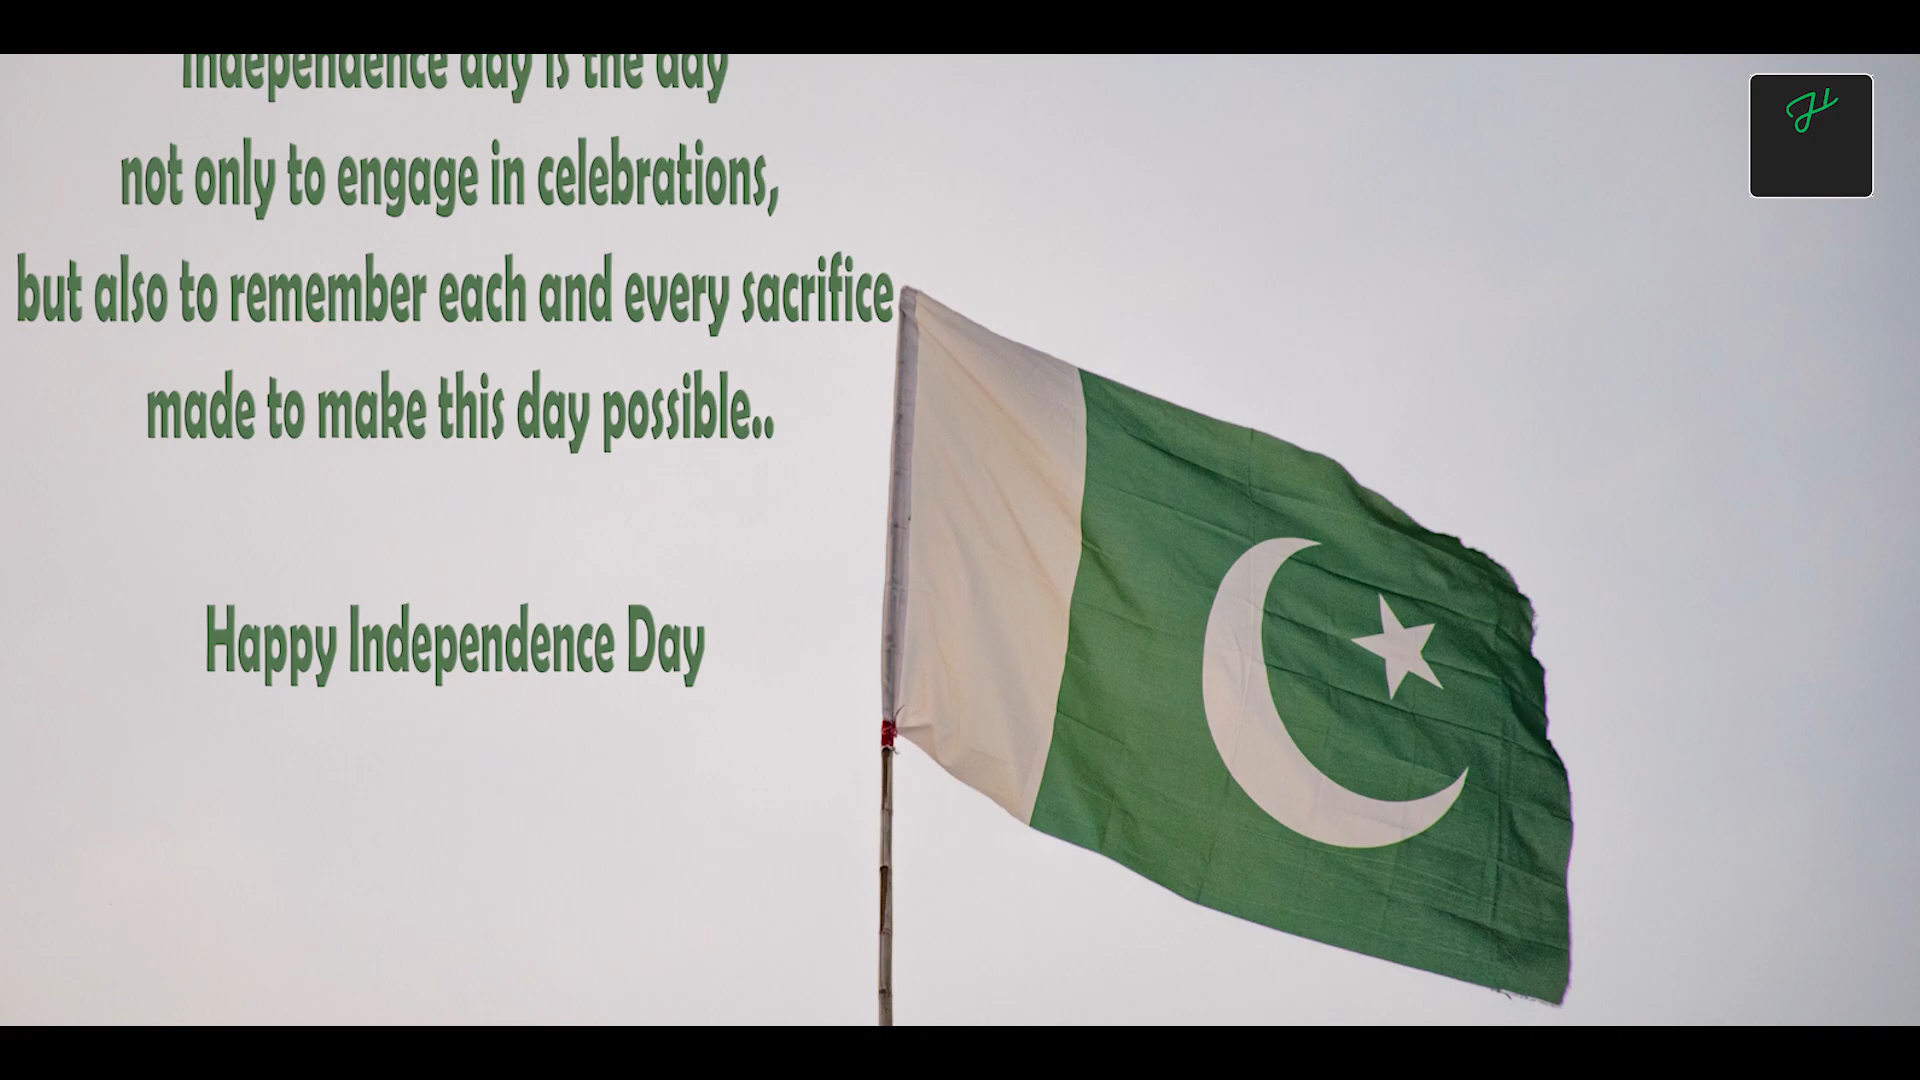 Independence day is the day
not only to engage in celebrations,
but also to remember each and every sacrifice
made to make this day possible..
Happy Independence Day